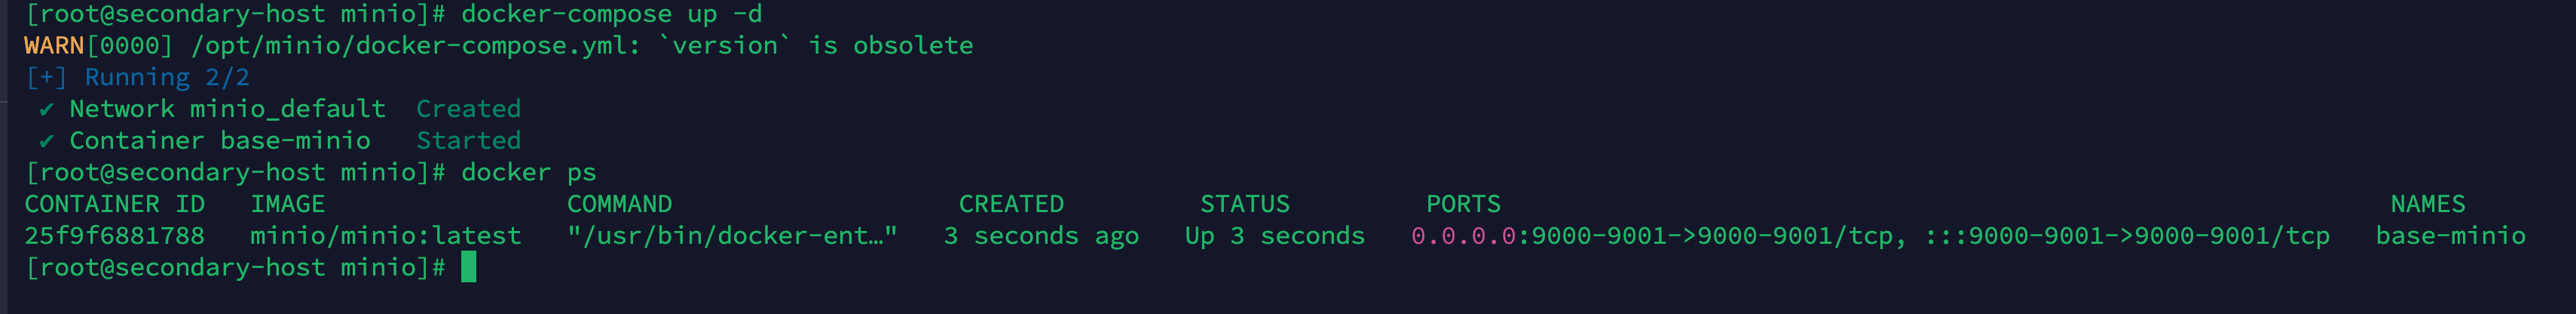 [root@secondary-host minio]# docker-compose up -d
WARN[0000] /opt/minio/docker-compose.yml: `version` is obsolete
[+] Running 2/2
✔ Network minio_default  Created
✔ Container base-minio   Started
[root@secondary-host minio]# docker ps
CONTAINER ID   IMAGE                COMMAND                   CREATED         STATUS         PORTS                                                           NAMES
25f9f6881788   minio/minio:latest   "/usr/bin/docker-ent…"   3 seconds ago   Up 3 seconds   0.0.0.0:9000-9001->9000-9001/tcp, :::9000-9001->9000-9001/tcp   base-minio
[root@secondary-host minio]#